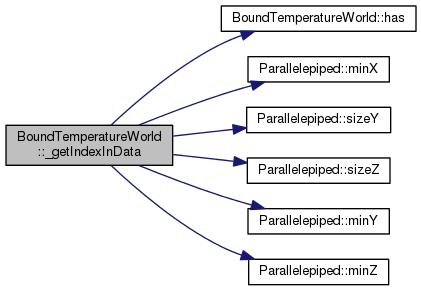 BoundTemperatureWorld::has
Parallelepiped::minX
Parallelepiped::sizeY
BoundTemperatureWorld
::_getIndexInData
Parallelepiped::sizeZ
Parallelepiped::minY
Parallelepiped::minZ